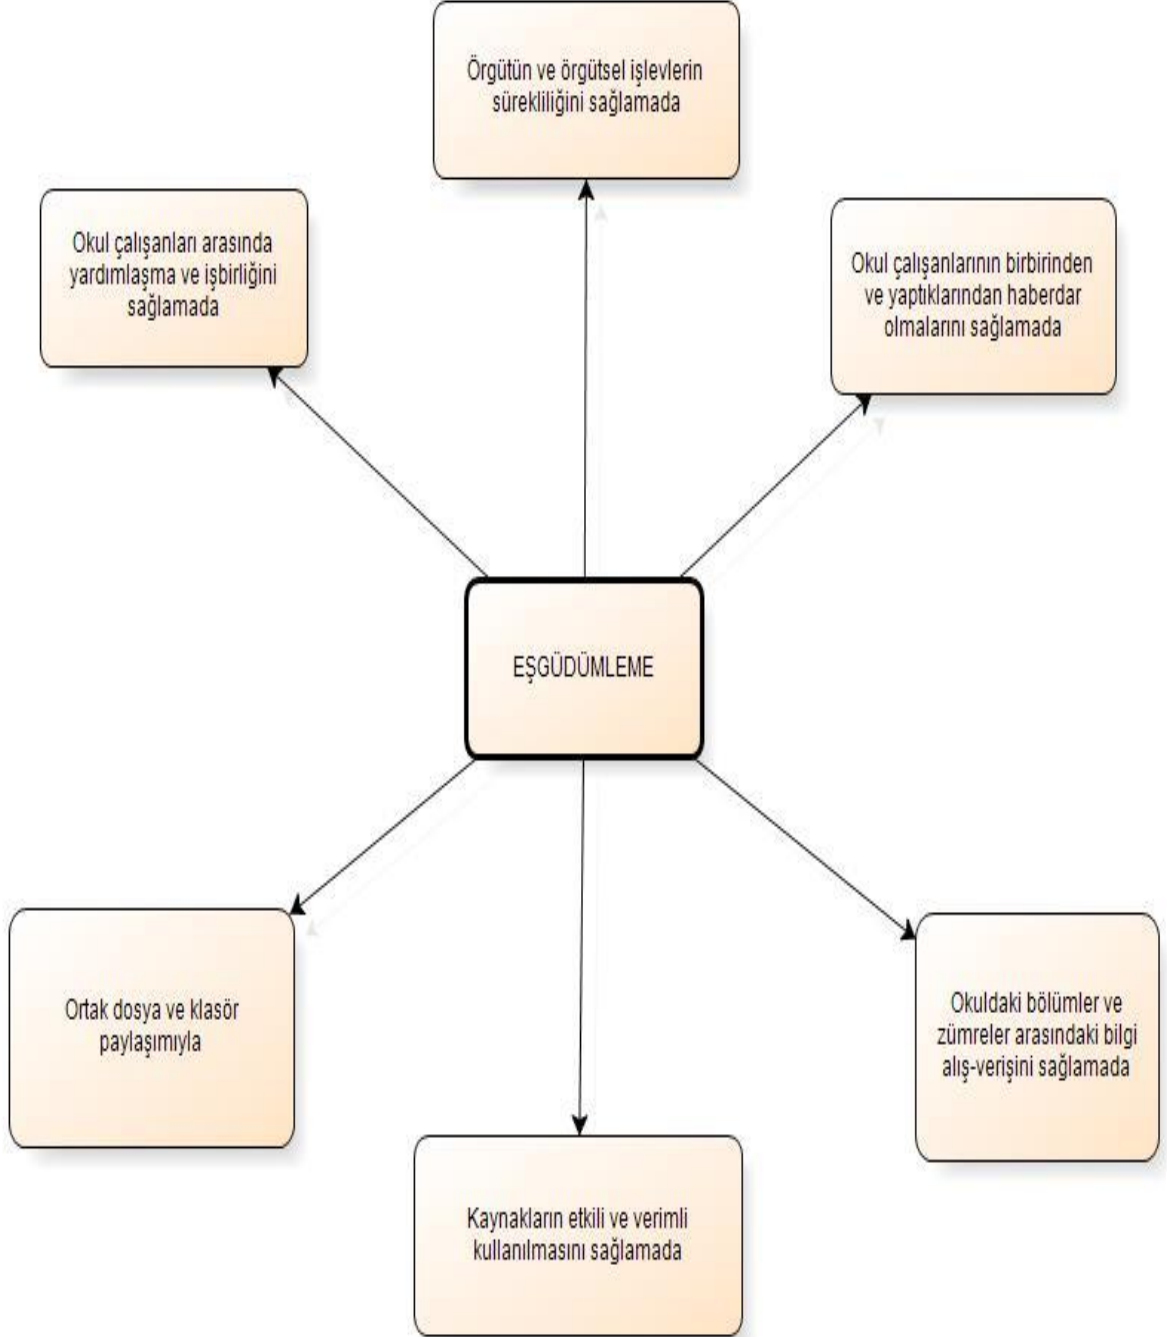 Örgütün ve örgütsel işlevlerin
sürekliliğini sağlamada
Okul çalışanları arasında
yardımlaşma ve işbirliğini
sağlamada
Okul çalışanlarının birbirinden
ve yaptıklarından haberdar
olmalarını sağlamada
EŞGÜDÜMLEME
Ortak dosya ve klasör
paylaşımıyla
Okuldaki bölümler ve
zümreler arasındaki bilgi
alış-verişini sağlamada
Kaynakların etkili ve verimli
kullanılmasını sağlamada